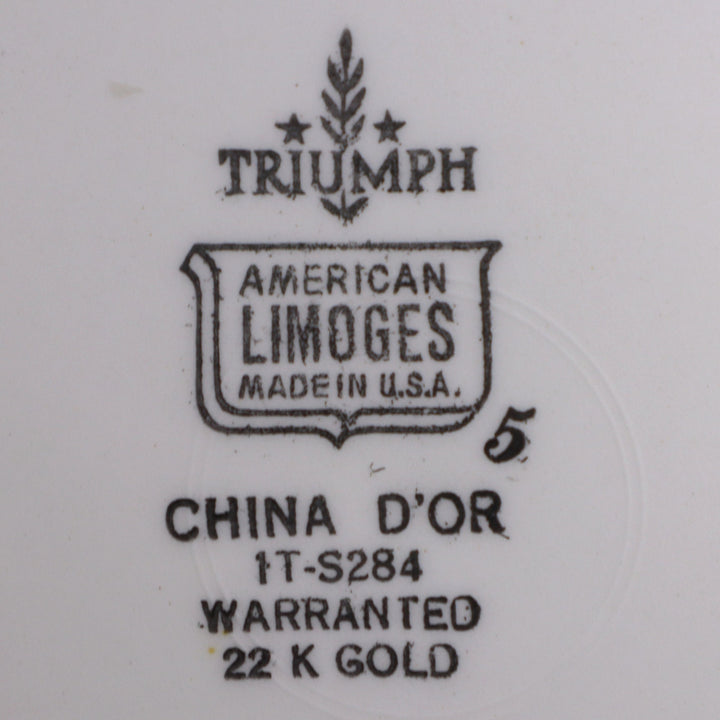 TRIUMPH
AMERICAN
LIMOGES
MADE IN U.S.A.
5
CHINA D'OR
1T-S284
WARRANTED
22 K GOLD